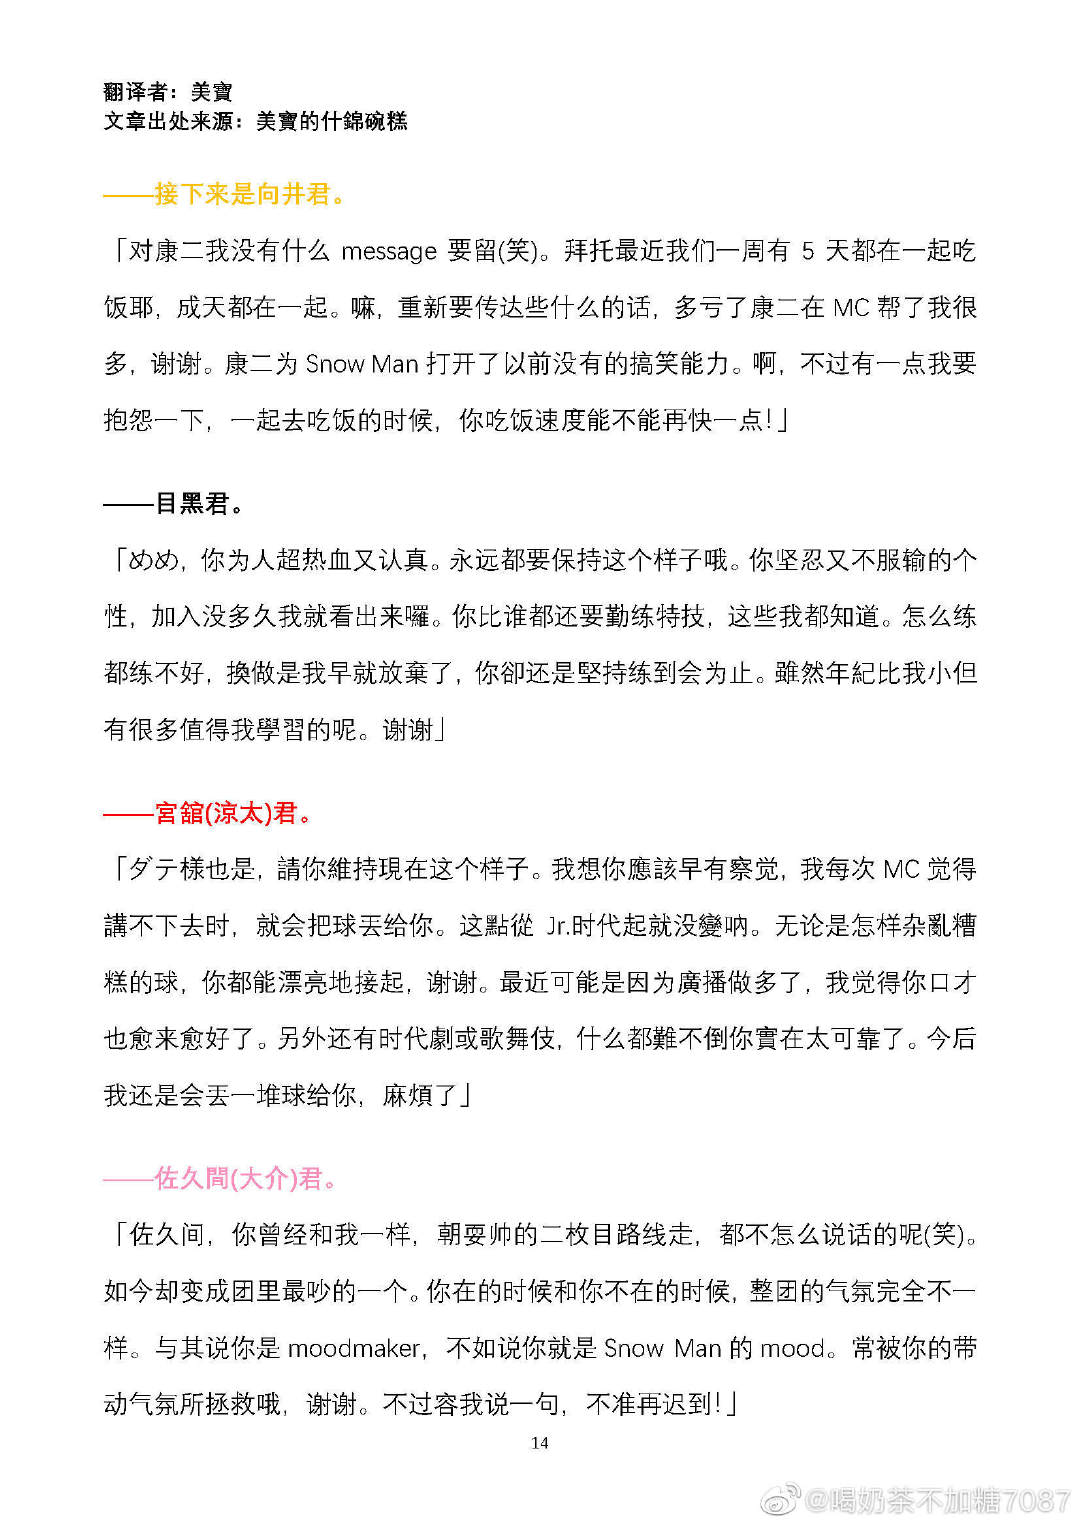 翻译者：美寶
文章出处来源：美寶的什錦碗糕
——接下来是向井君。
「对康二我没有什么 message 要留(笑)。拜托最近我们一周有 5 天都在一起吃
饭耶，成天都在一起。嘛，重新要传达些什么的话，多亏了康二在 MC 帮了我很
多，谢谢。康二为 Snow Man 打开了以前没有的搞笑能力。啊，不过有一点我要
抱怨一下，一起去吃饭的时候，你吃饭速度能不能再快一点！」
——目黑君。
「めめ，你为人超热血又认真。永远都要保持这个样子哦。你坚忍又不服输的个
性，加入没多久我就看出来囉。你比谁都还要勤练特技，这些我都知道。怎么练
都练不好，換做是我早就放棄了，你卻还是堅持练到会为止。雖然年紀比我小但
有很多值得我學習的呢。谢谢」
——宮舘(涼太)君。
「ダテ様也是，請你維持現在这个样子。我想你應該早有察觉，我每次 MC 觉得
講不下去时，就会把球丢给你。这點從 Jr.时代起就没變吶。无论是怎样杂亂糟
糕的球，你都能漂亮地接起，谢谢。最近可能是因为廣播做多了，我觉得你口才
也愈来愈好了。另外还有时代劇或歌舞伎，什么都難不倒你實在太可靠了。今后
我还是会丟一堆球给你，麻煩了」
——佐久間(大介)君。
「佐久间，你曾经和我一样，朝耍帅的二枚目路线走，都不怎么说话的呢(笑)。
如今却变成团里最吵的一个。你在的时候和你不在的时候，整团的气氛完全不一
样。与其说你是 moodmaker，不如说你就是 Snow Man 的 mood。常被你的带
动气氛所拯救哦，谢谢。不过容我说一句，不准再迟到！」
14
@喝奶茶不加糖7087